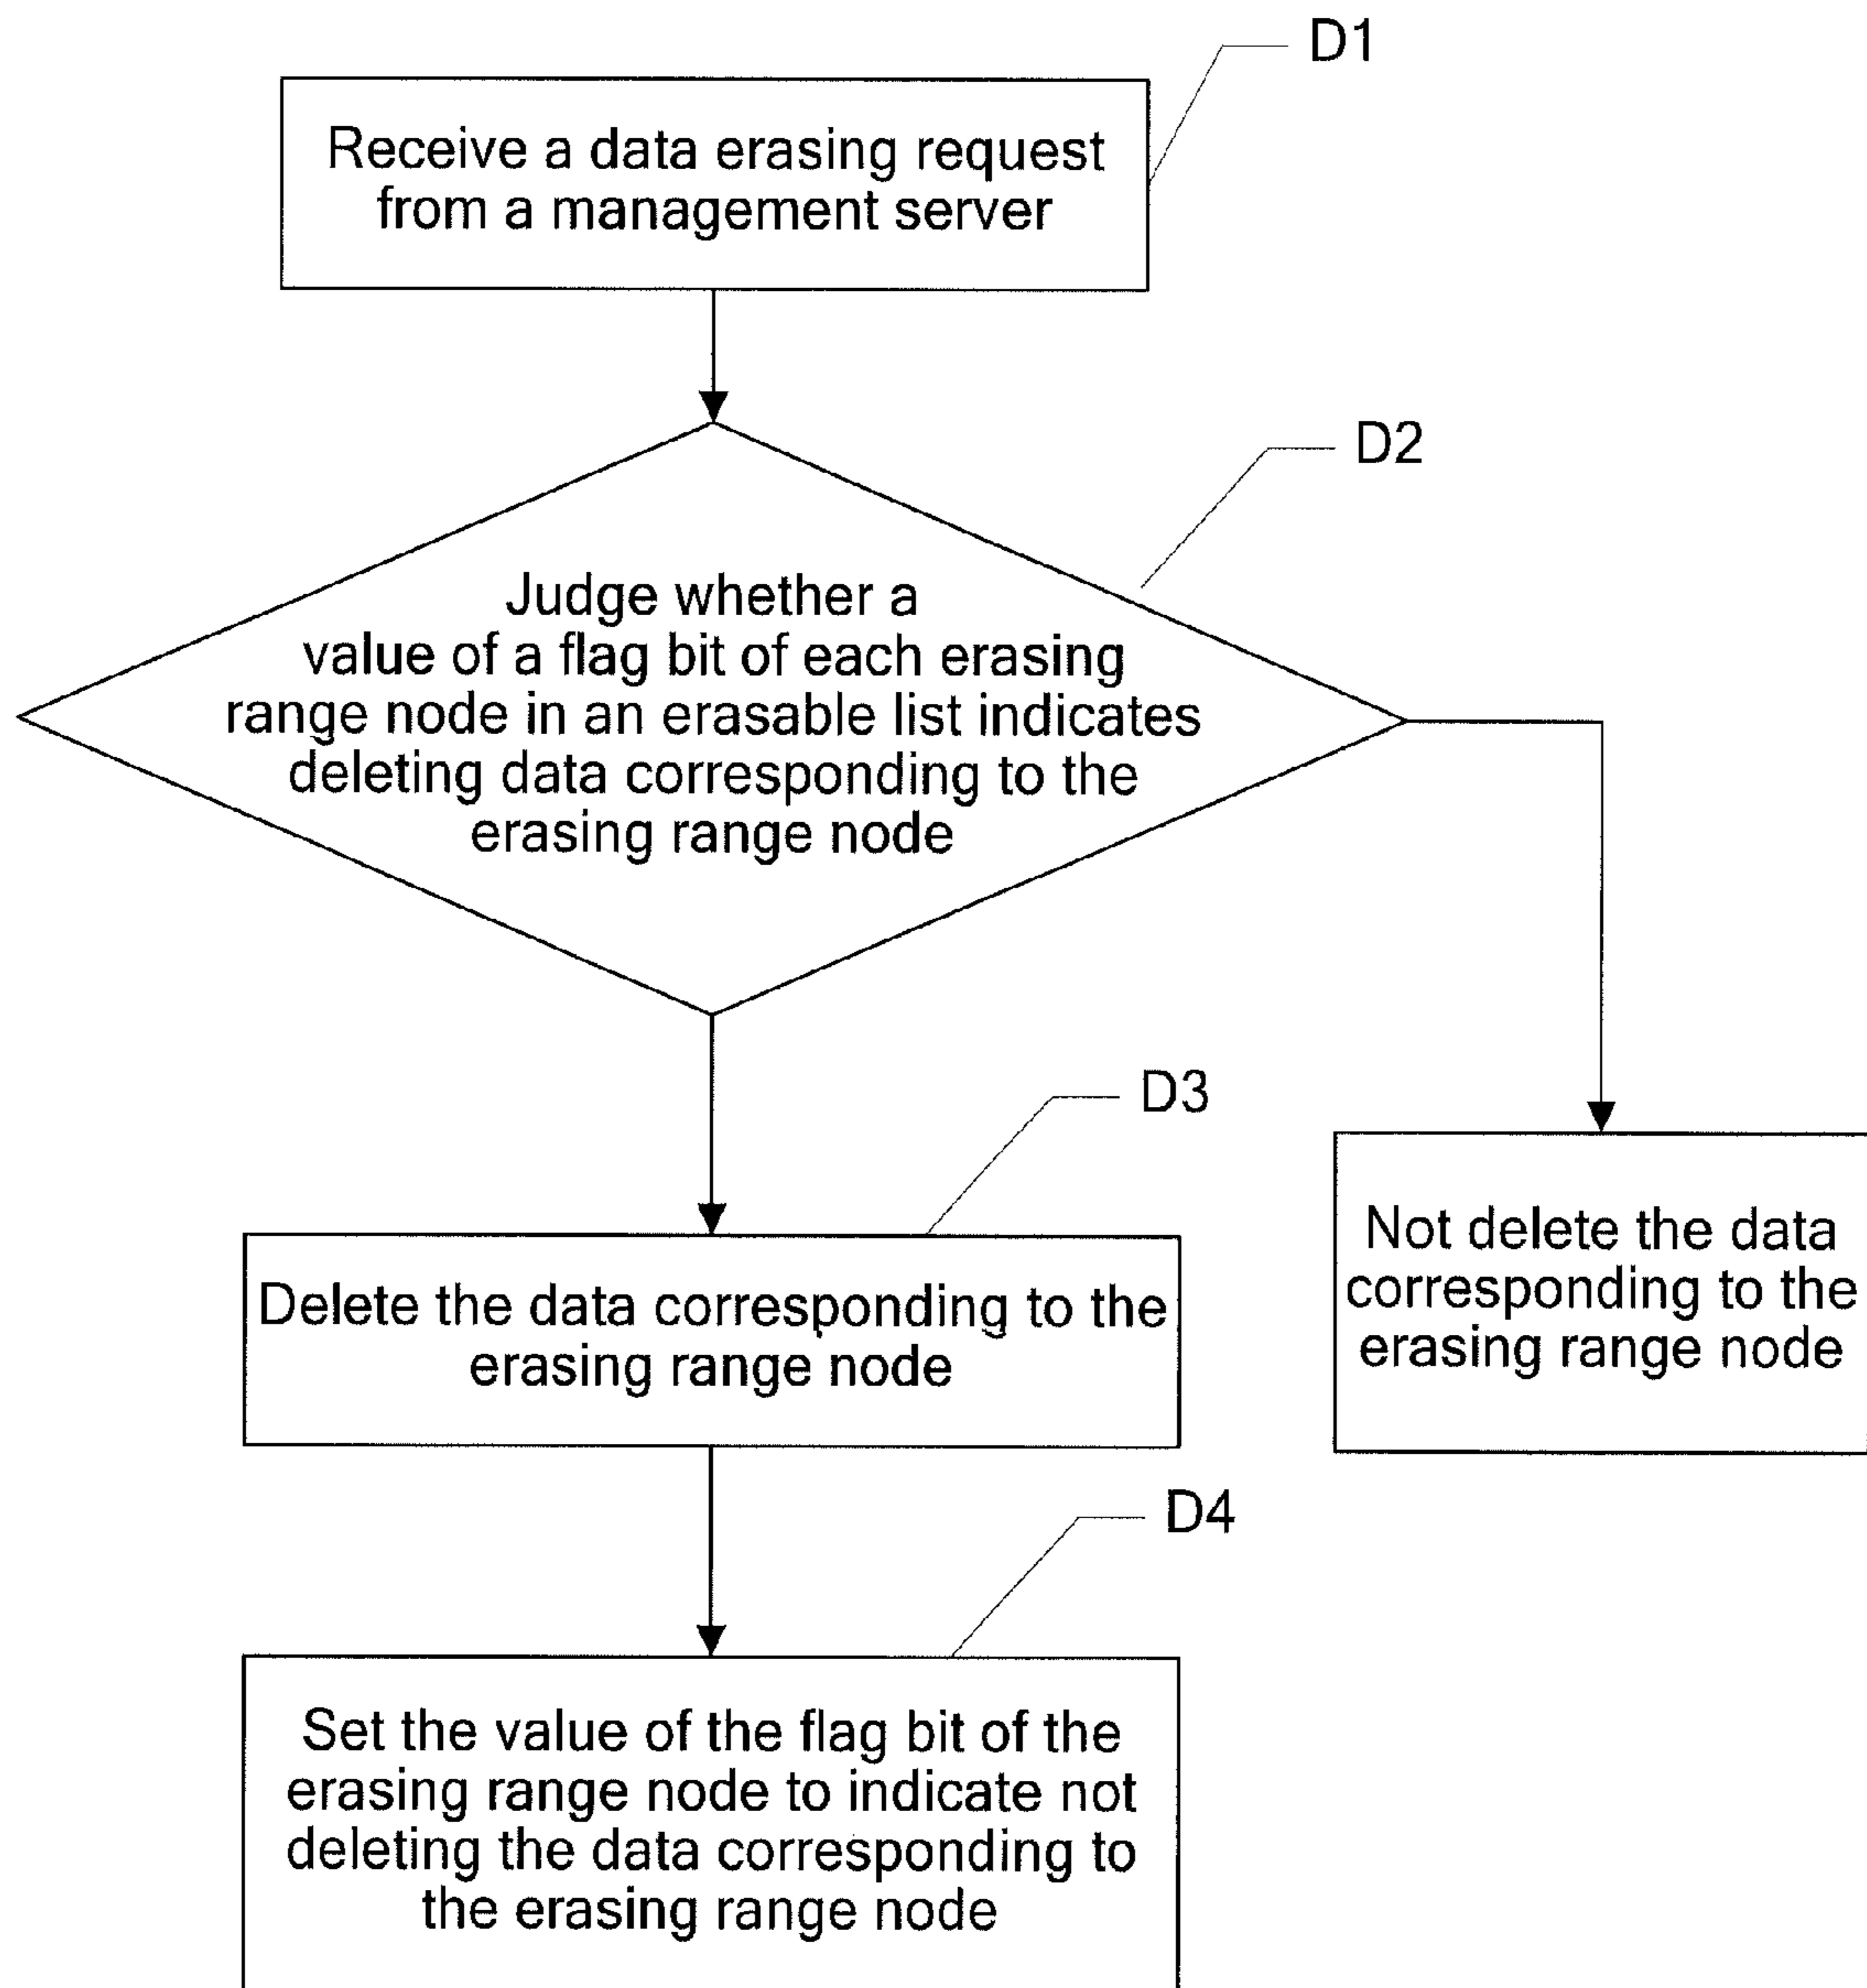 D1
Receive a data erasing request
from a management server
D2
Judge whether a
value of a flag bit of each erasing
range node in an erasable list indicates
deleting data corresponding to the
erasing range node
D3
Delete the data corresponding to the
erasing range node
Not delete the data
corresponding to the
erasing range node
D4
Set the value of the flag bit of the
erasing range node to indicate not
deleting the data corresponding to
the erasing range node